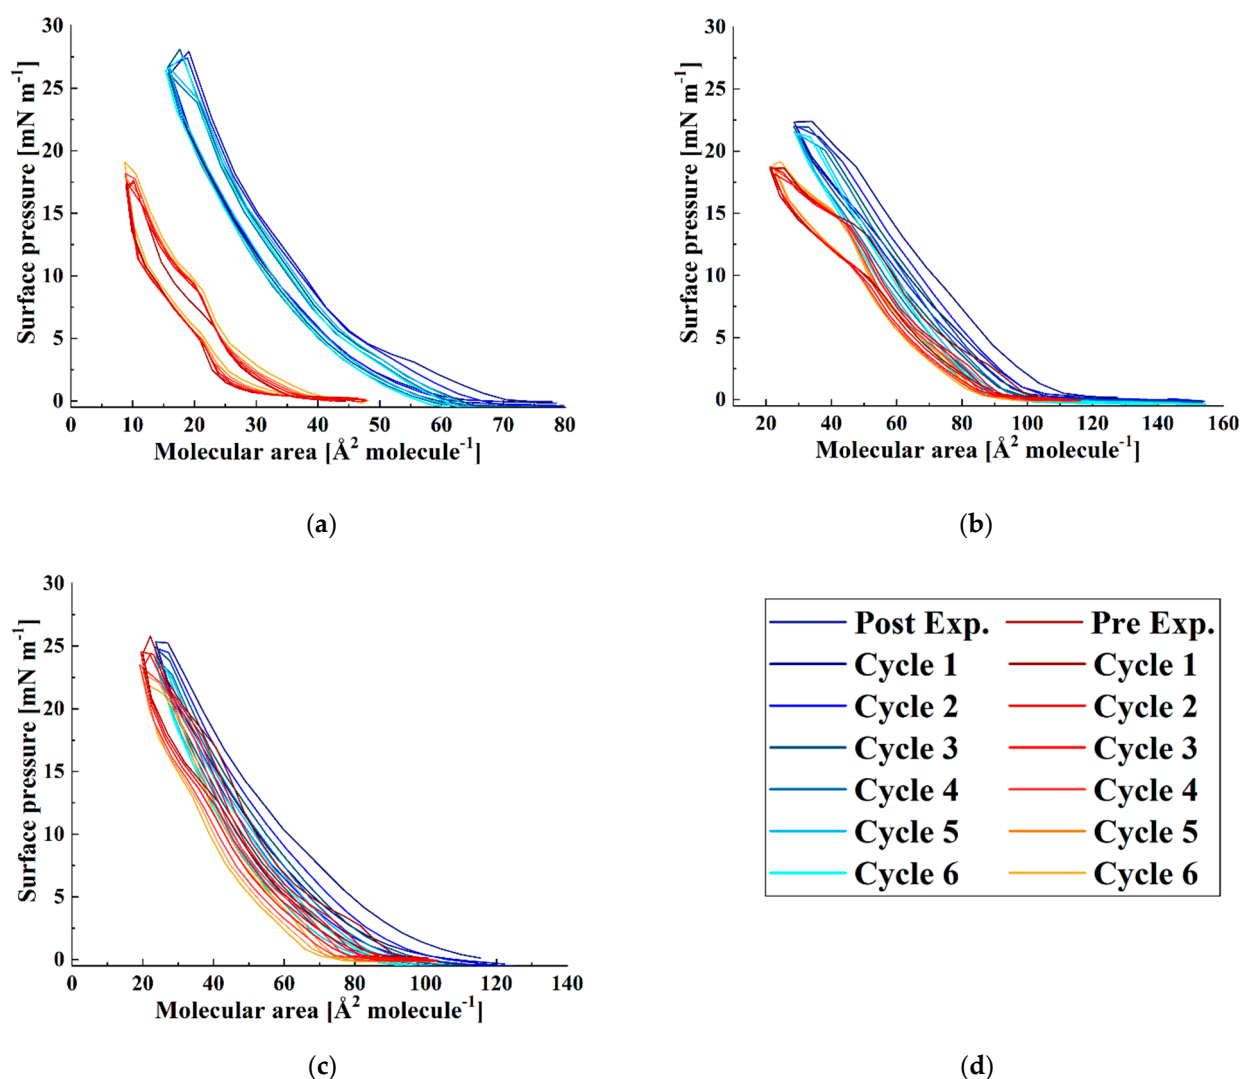 30
25
20
15
10
5
0
Surface pressure [mN m⁻¹]
0 10 20 30 40 50 60 70 80
Molecular area [Å² molecule⁻¹]
(a)
30
25
20
15
10
5
0
Surface pressure [mN m⁻¹]
20 40 60 80 100 120 140 160
Molecular area [Å² molecule⁻¹]
(b)
30
25
20
15
10
5
0
Surface pressure [mN m⁻¹]
0 20 40 60 80 100 120 140
Molecular area [Å² molecule⁻¹]
(c)
Post Exp. Pre Exp.
Cycle 1 Cycle 1
Cycle 2 Cycle 2
Cycle 3 Cycle 3
Cycle 4 Cycle 4
Cycle 5 Cycle 5
Cycle 6 Cycle 6
(d)